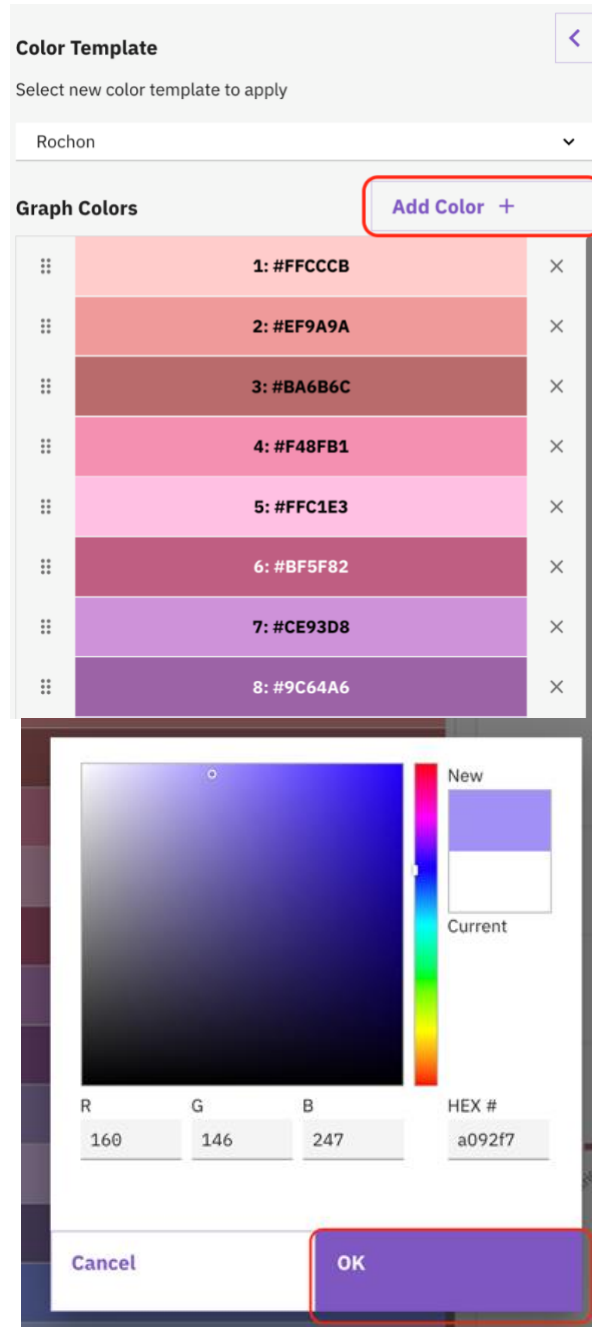 Color Template
Select new color template to apply
Rochon
Graph Colors
Add Color +
1: #FFCCCB
2: #EF9A9A
3: #BA6B6C
4: #F48FB1
5: #FFC1E3
6: #BF5F82
7: #CE93D8
8: #9C64A6
New
Current
R G B HEX #
160 146 247 a092f7
Cancel OK